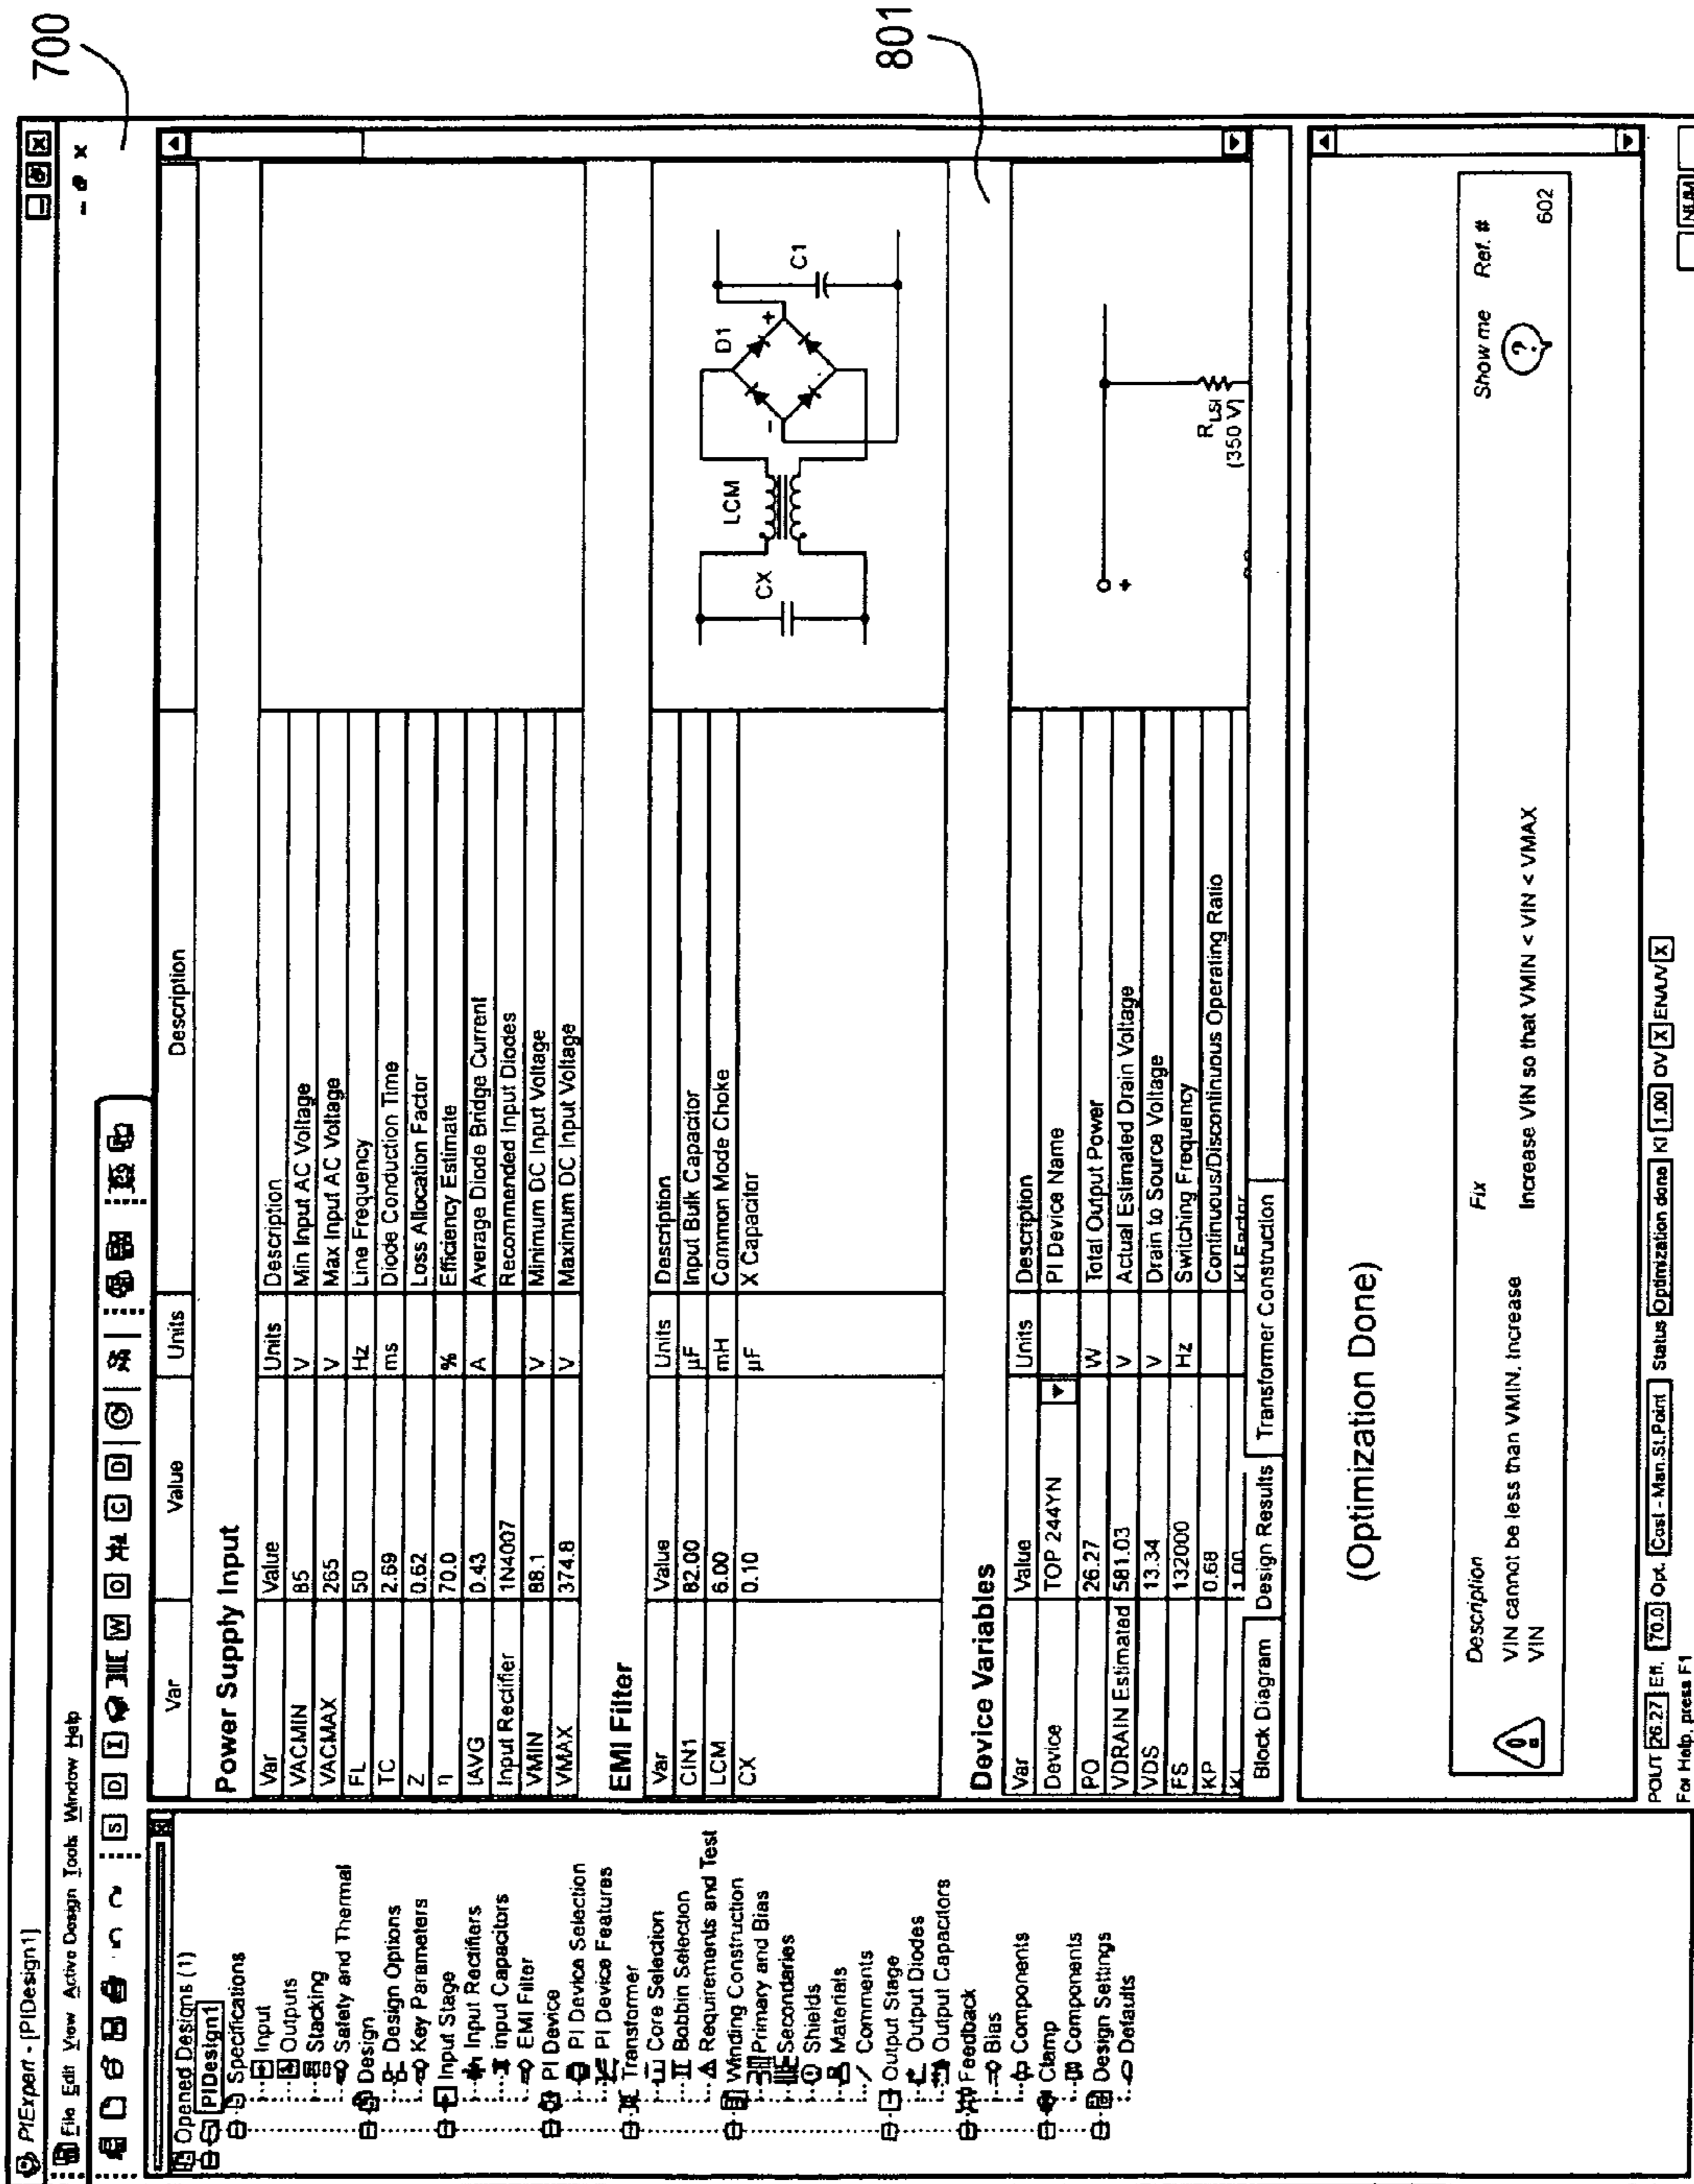 700
PIExpert - [PIDesign1]
File Edit View Active Design Tools Window Help
S D I W O C D
Opened Designs (1)
PIDesign1
Specifications
Input
Outputs
Stacking
Safety and Thermal
Design
Design Options
Key Parameters
Input Stage
Input Rectifiers
Input Capacitors
EMI Filter
PI Device
PI Device Selection
PI Device Features
Transformer
Core Selection
Bobbin Selection
Requirements and Test
Winding Construction
Primary and Bias
Secondaries
Shields
Materials
Comments
Output Stage
Output Diodes
Output Capacitors
Feedback
Bias
Components
Clamp
Components
Design Settings
Defaults
Var Value Units Description
Power Supply Input
Var Value Units Description
VACMIN 85 V Min Input AC Voltage
VACMAX 265 V Max Input AC Voltage
FL 50 Hz Line Frequency
TC 2.69 ms Diode Conduction Time
Z 0.62 Loss Allocation Factor
η 70.0 % Efficiency Estimate
IAVG 0.43 A Average Diode Bridge Current
Input Rectifier 1N4007 Recommended Input Diodes
VMIN 88.1 V Minimum DC Input Voltage
VMAX 374.8 V Maximum DC Input Voltage
EMI Filter
Var Value Units Description
CIN1 82.00 µF Input Bulk Capacitor
LCM 6.00 mH Common Mode Choke
CX 0.10 µF X Capacitor
CX LCM D1 C1
- +
801
Device Variables
Var Value Units Description
Device TOP 244YN PI Device Name
PO 26.27 W Total Output Power
VDRAIN Estimated 581.03 V Actual Estimated Drain Voltage
VDS 13.34 V Drain to Source Voltage
FS 132000 Hz Switching Frequency
KP 0.68 Continuous/Discontinuous Operating Ratio
KI 1.00 KI Factor
+
RLSI
(350 V)
Block Diagram Design Results Transformer Construction
(Optimization Done)
Description Fix Show me Ref. #
VIN cannot be less than VMIN. Increase Increase VIN so that VMIN < VIN < VMAX ? 602
VIN
POUT 26.27 Eff. 70.0 Opt. Cost - Man.St.Point Status Optimization done KI 1.00 OV X EN/UV X
For Help, press F1 NUM